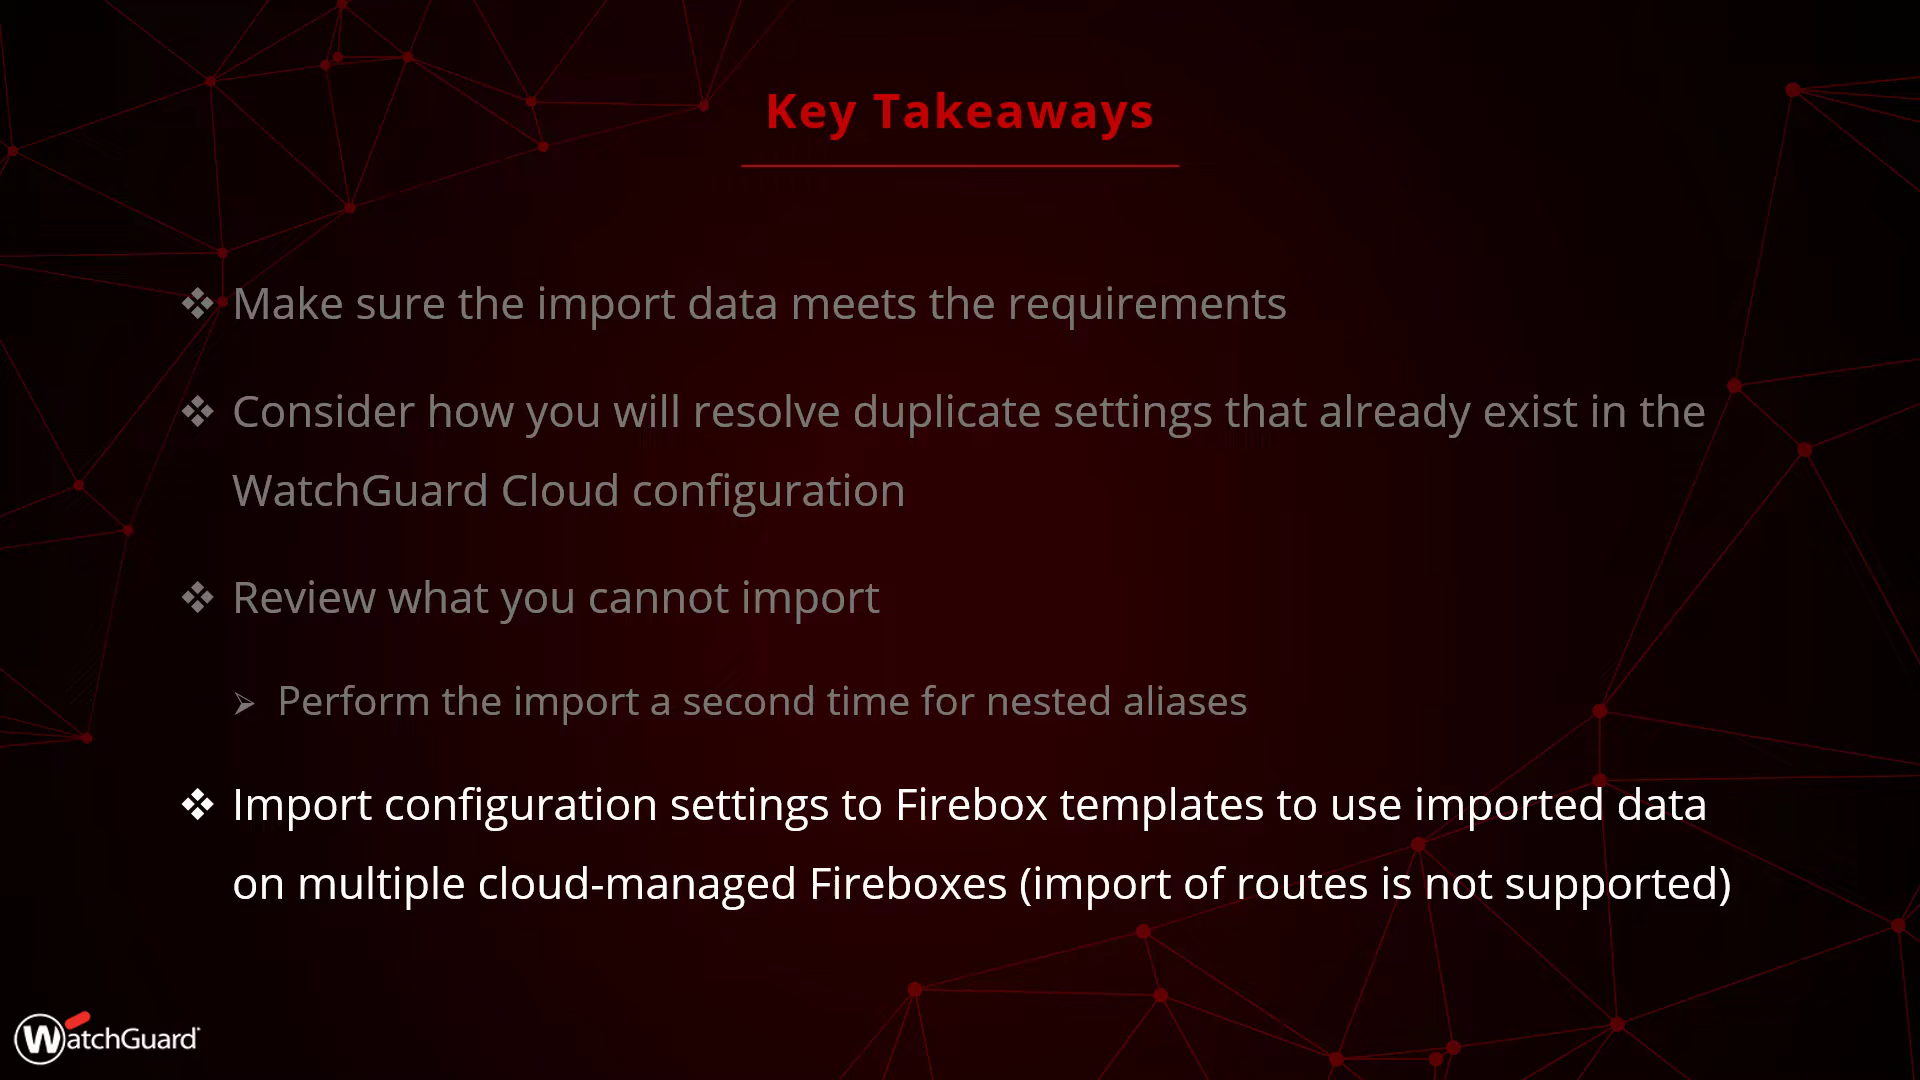 Key Takeaways
❖ Make sure the import data meets the requirements
❖ Consider how you will resolve duplicate settings that already exist in the
WatchGuard Cloud configuration
❖ Review what you cannot import
➢ Perform the import a second time for nested aliases
❖ Import configuration settings to Firebox templates to use imported data
on multiple cloud-managed Fireboxes (import of routes is not supported)
WatchGuard